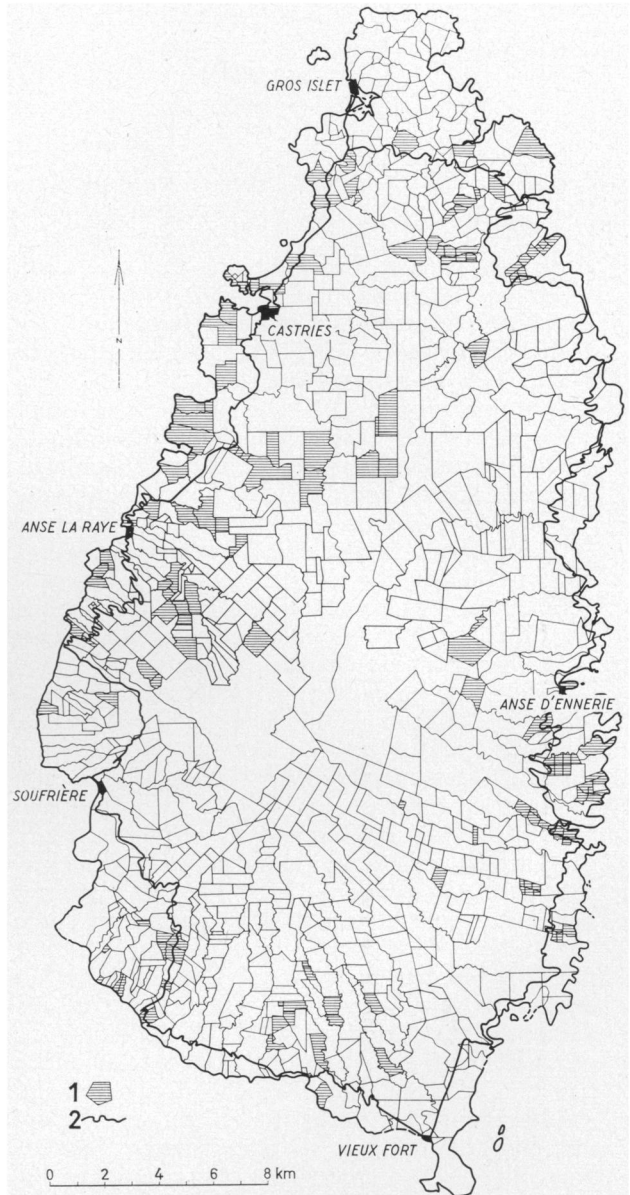 GROS ISLET
N
CASTRIES
ANSE LA RAYE
ANSE D'ENNERIE
SOUFRIÈRE
1
2
VIEUX FORT
0 2 4 6 8 km